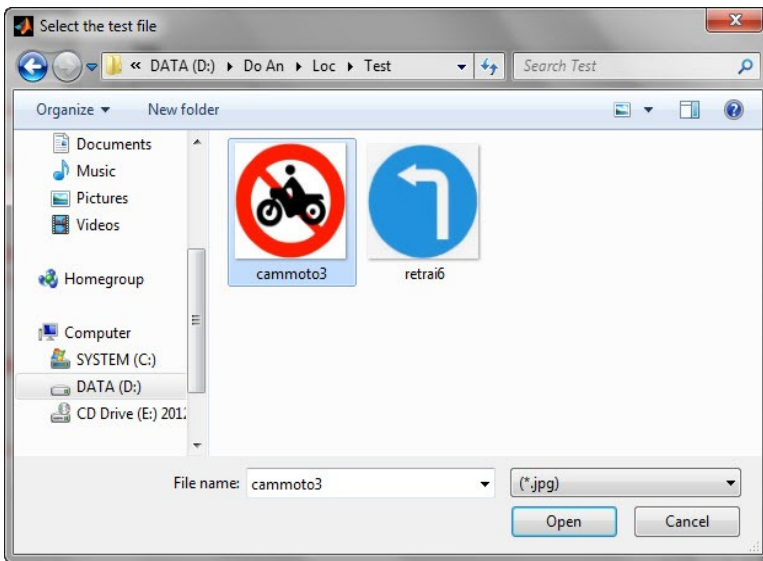 Select the test file
« DATA (D:) ▸ Do An ▸ Loc ▸ Test
Search Test
Organize
New folder
Documents
Music
Pictures
Videos
Homegroup
Computer
SYSTEM (C:)
DATA (D:)
CD Drive (E:) 2012
cammoto3
retrai6
File name: cammoto3
(*.jpg)
Open
Cancel